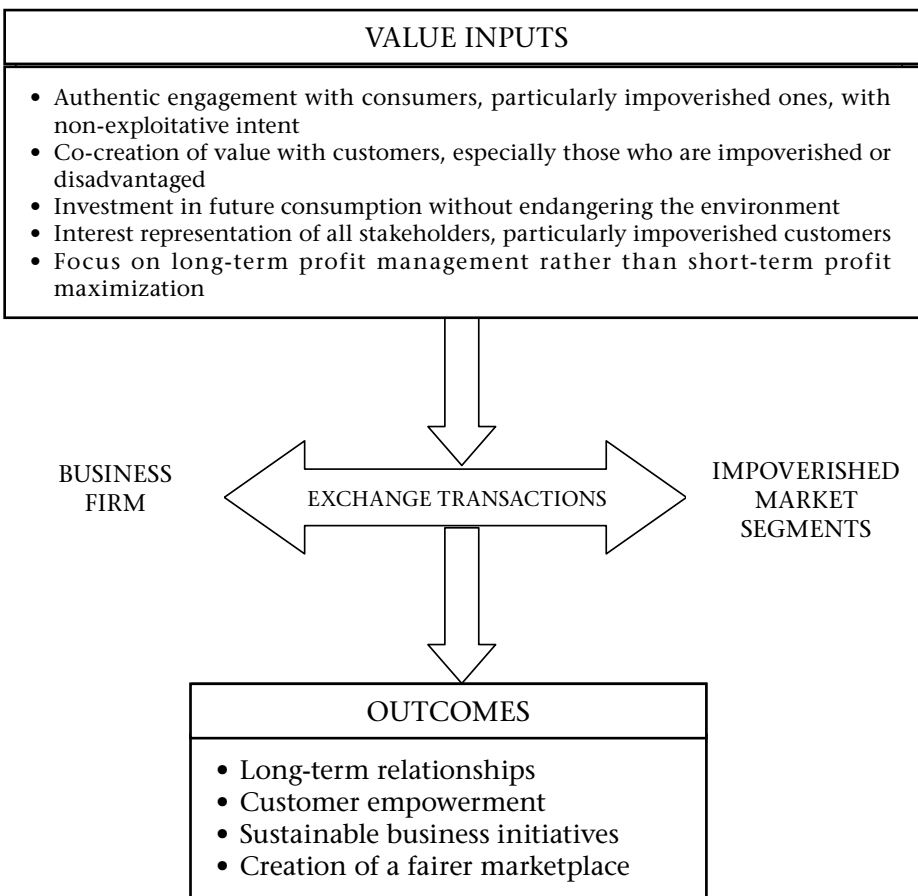 VALUE INPUTS
• Authentic engagement with consumers, particularly impoverished ones, with
non-exploitative intent
• Co-creation of value with customers, especially those who are impoverished or
disadvantaged
• Investment in future consumption without endangering the environment
• Interest representation of all stakeholders, particularly impoverished customers
• Focus on long-term profit management rather than short-term profit
maximization
BUSINESS
FIRM
EXCHANGE TRANSACTIONS
IMPOVERISHED
MARKET
SEGMENTS
OUTCOMES
• Long-term relationships
• Customer empowerment
• Sustainable business initiatives
• Creation of a fairer marketplace